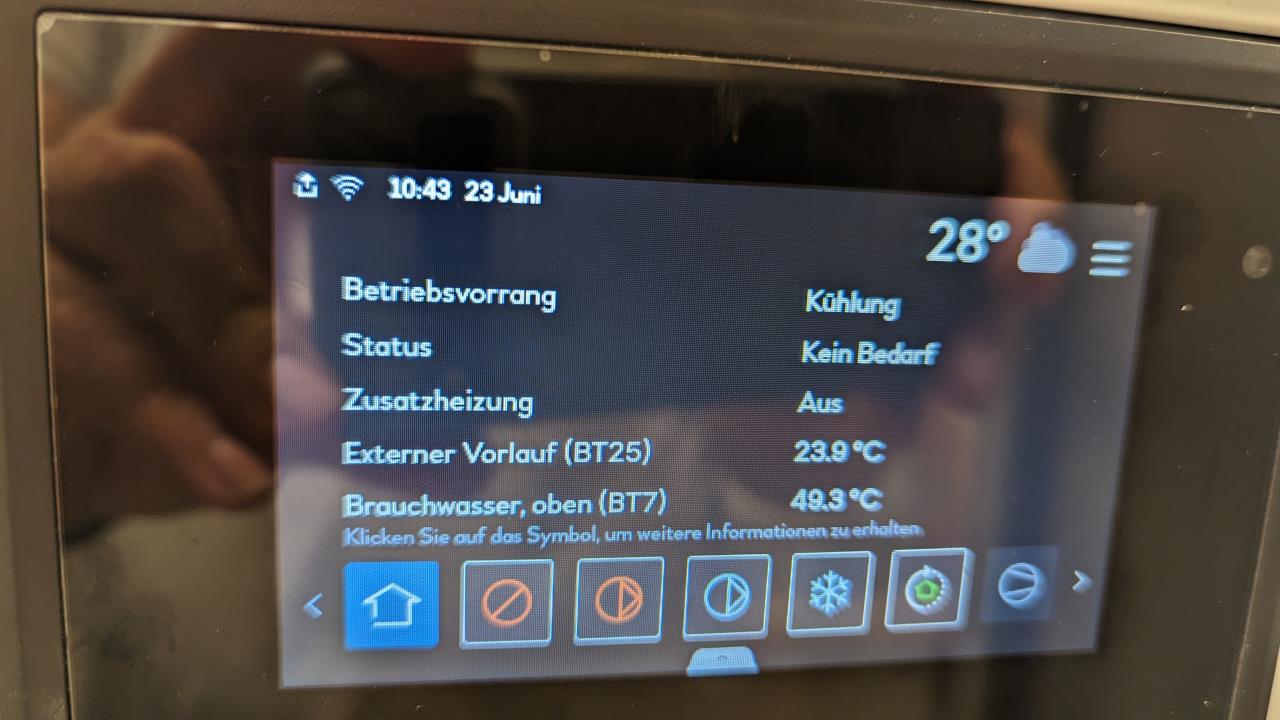 10:43 23 Juni
28°
Betriebsvorrang Kühlung
Status Kein Bedarf
Zusatzheizung Aus
Externer Vorlauf (BT25) 23.9 °C
Brauchwasser, oben (BT7) 49.3 °C
Klicken Sie auf das Symbol, um weitere Informationen zu erhalten